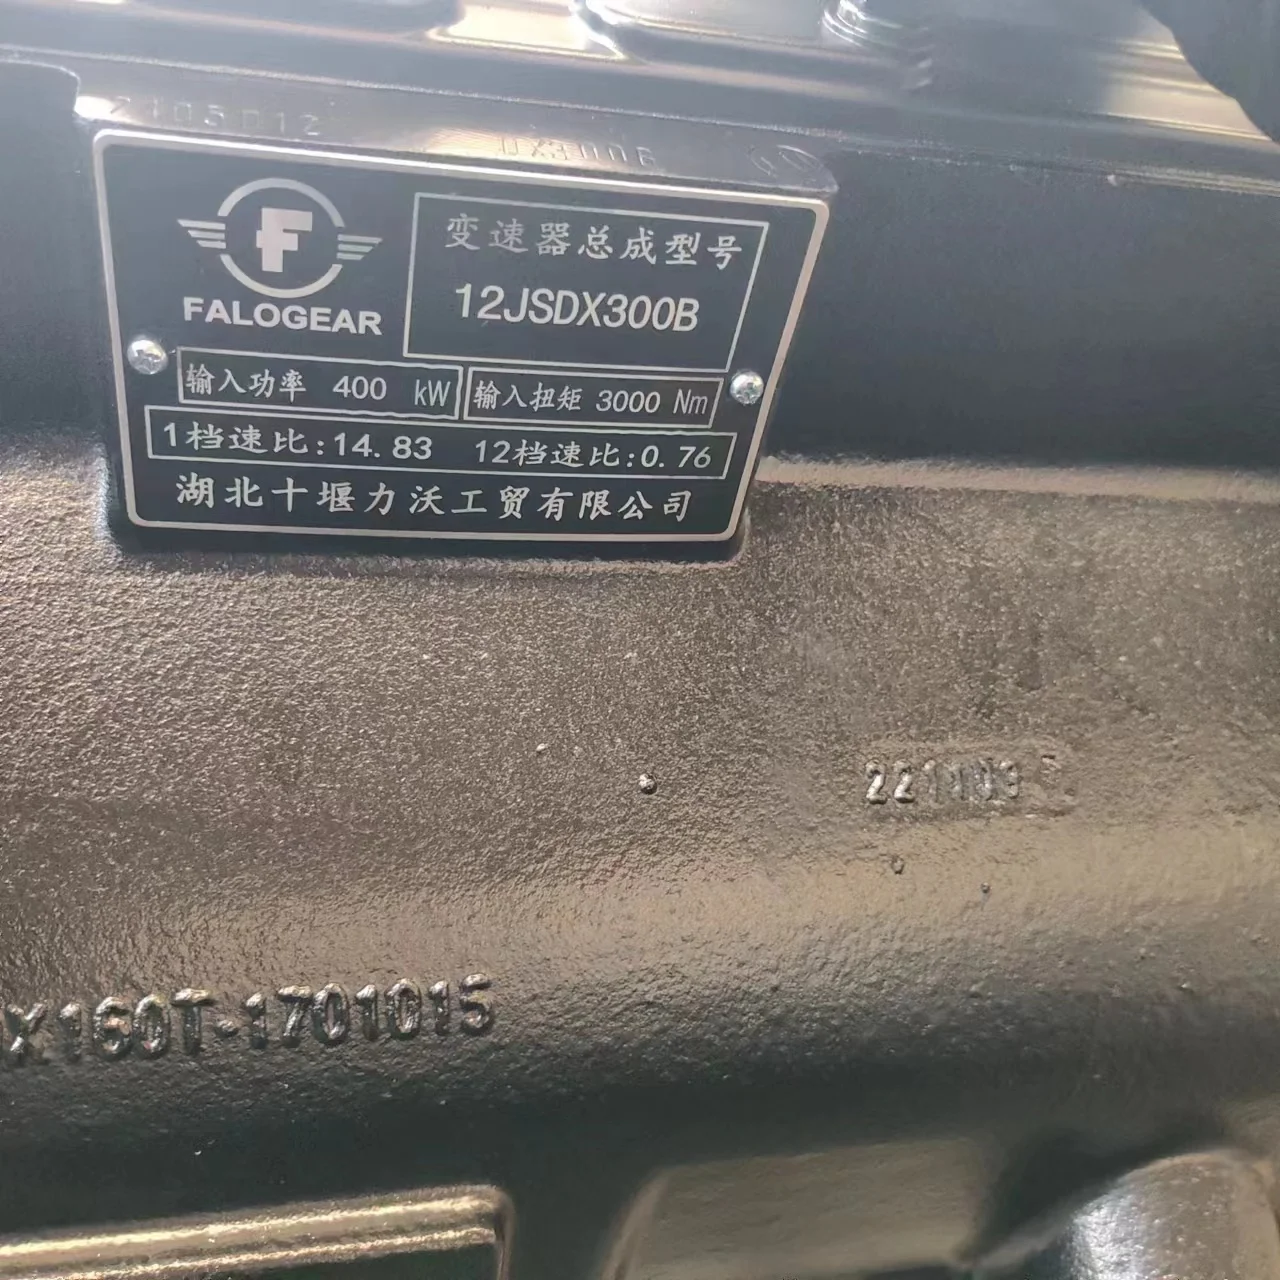 2105012
DX300B
F
FALOGEAR
变速器总成型号
12JSDX300B
输入功率 400 kW
输入扭矩 3000 Nm
1档速比:14.83 12档速比:0.76
湖北十堰力沃工贸有限公司
X160T-1701015